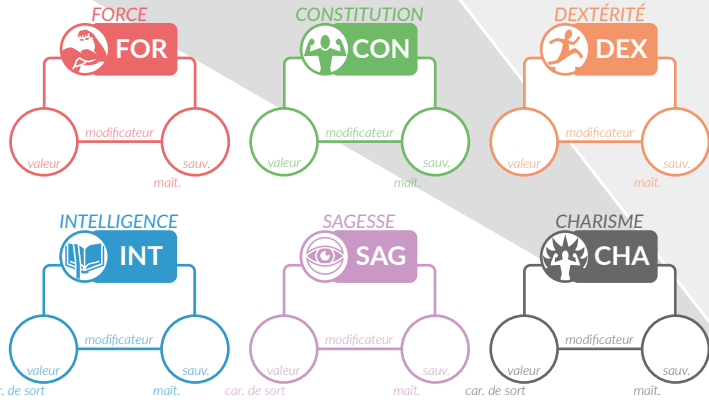 FORCE
FOR
modificateur
valeur
sauv.
maît.
CONSTITUTION
CON
modificateur
valeur
sauv.
maît.
DEXTÉRITÉ
DEX
modificateur
valeur
sauv.
maît.
INTELLIGENCE
INT
modificateur
valeur
sauv.
r. de sort
maît.
SAGESSE
SAG
modificateur
valeur
sauv.
car. de sort
maît.
CHARISME
CHA
modificateur
valeur
sauv.
car. de sort
maît.